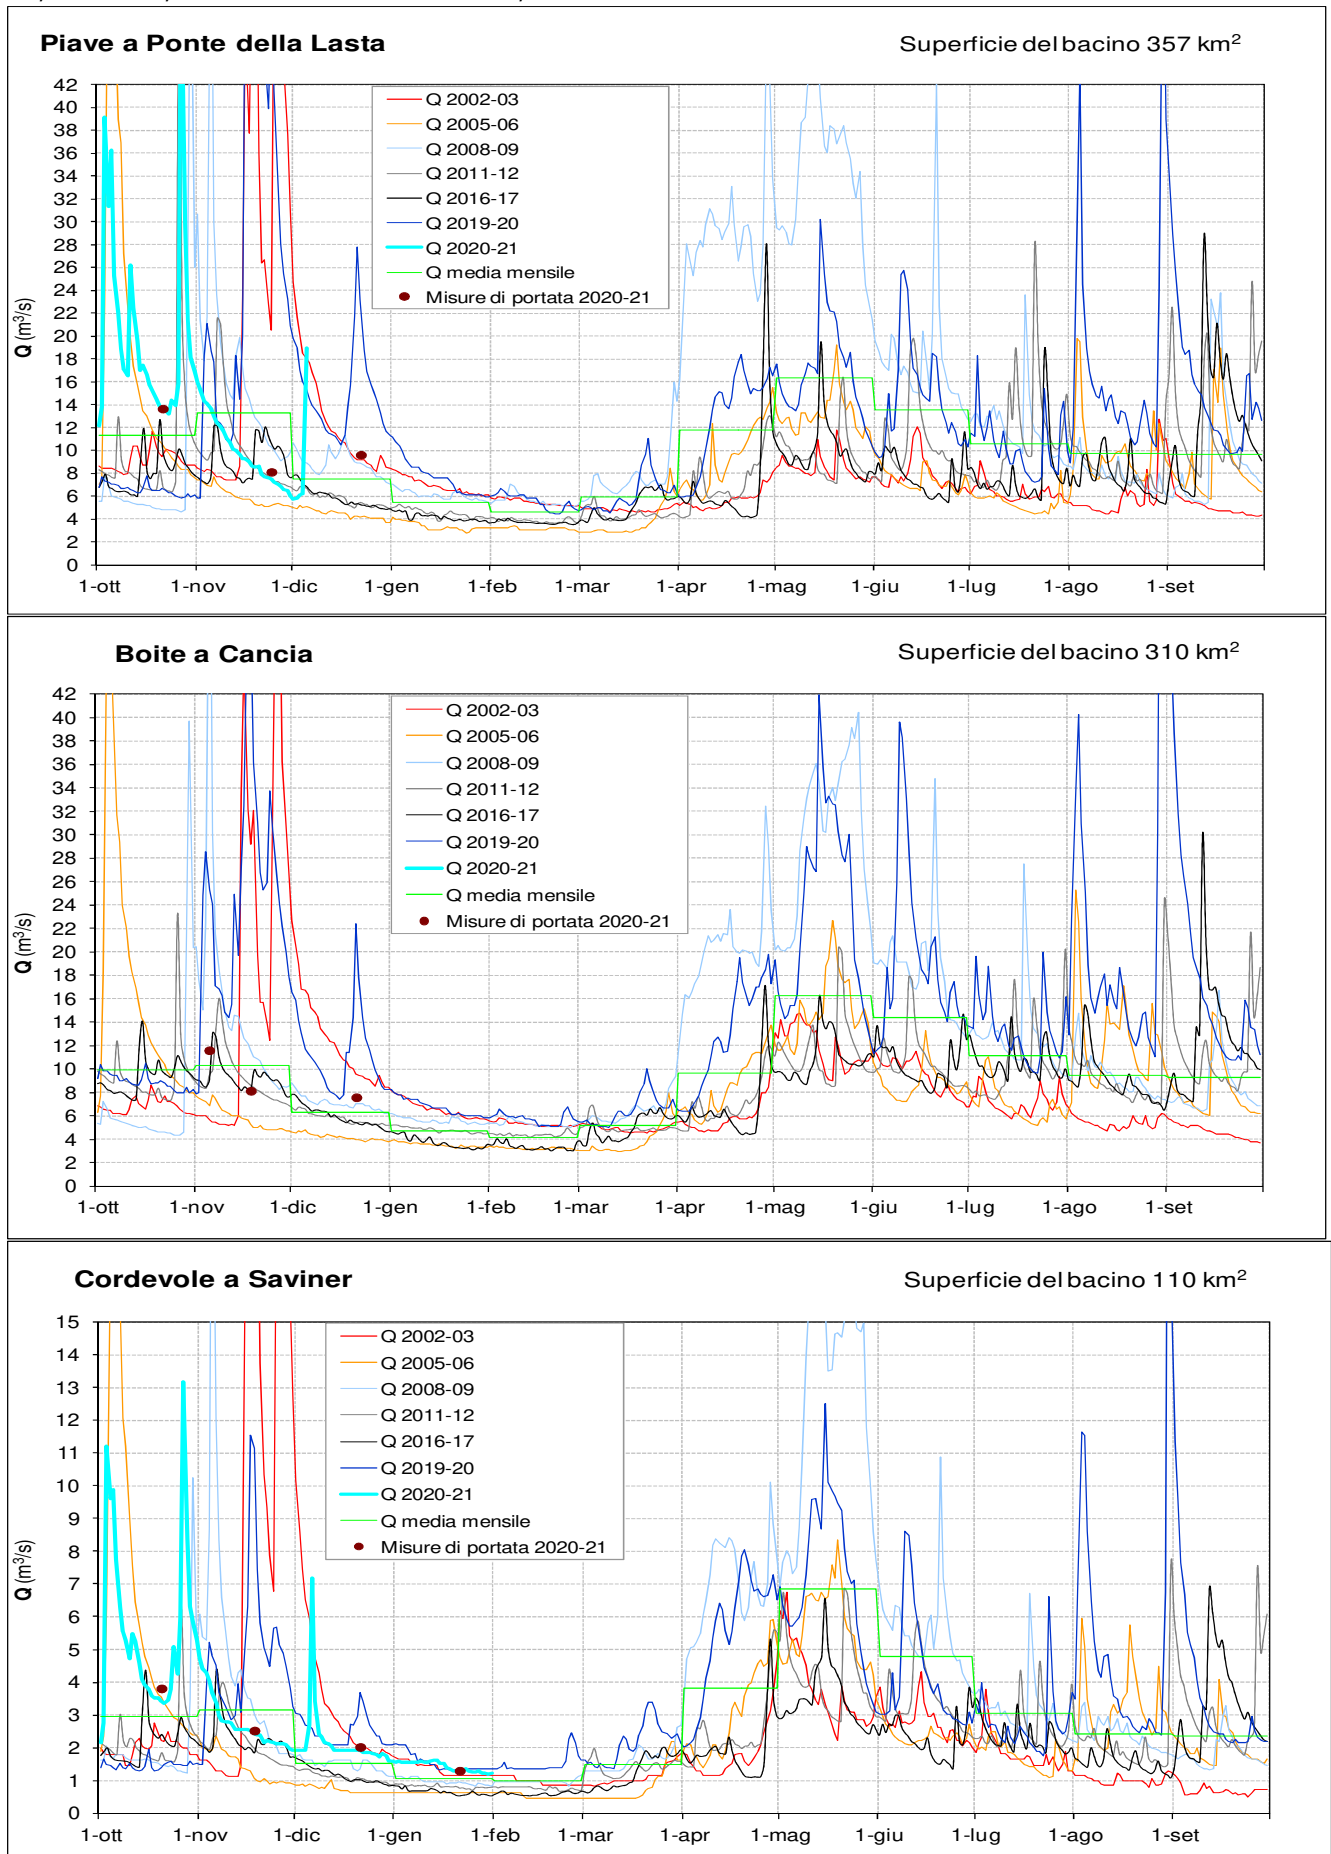 Piave a Ponte della Lasta
Superficie del bacino 357 km²
42
40
38
36
34
32
30
28
26
24
22
20
18
16
14
12
10
8
6
4
2
0
Q (m³/s)
Q 2002-03
Q 2005-06
Q 2008-09
Q 2011-12
Q 2016-17
Q 2019-20
Q 2020-21
Q media mensile
Misure di portata 2020-21
1-ott 1-nov 1-dic 1-gen 1-feb 1-mar 1-apr 1-mag 1-giu 1-lug 1-ago 1-set
Boite a Cancia
Superficie del bacino 310 km²
42
40
38
36
34
32
30
28
26
24
22
20
18
16
14
12
10
8
6
4
2
0
Q (m³/s)
Q 2002-03
Q 2005-06
Q 2008-09
Q 2011-12
Q 2016-17
Q 2019-20
Q 2020-21
Q media mensile
Misure di portata 2020-21
1-ott 1-nov 1-dic 1-gen 1-feb 1-mar 1-apr 1-mag 1-giu 1-lug 1-ago 1-set
Cordevole a Saviner
Superficie del bacino 110 km²
15
14
13
12
11
10
9
8
7
6
5
4
3
2
1
0
Q (m³/s)
Q 2002-03
Q 2005-06
Q 2008-09
Q 2011-12
Q 2016-17
Q 2019-20
Q 2020-21
Q media mensile
Misure di portata 2020-21
1-ott 1-nov 1-dic 1-gen 1-feb 1-mar 1-apr 1-mag 1-giu 1-lug 1-ago 1-set